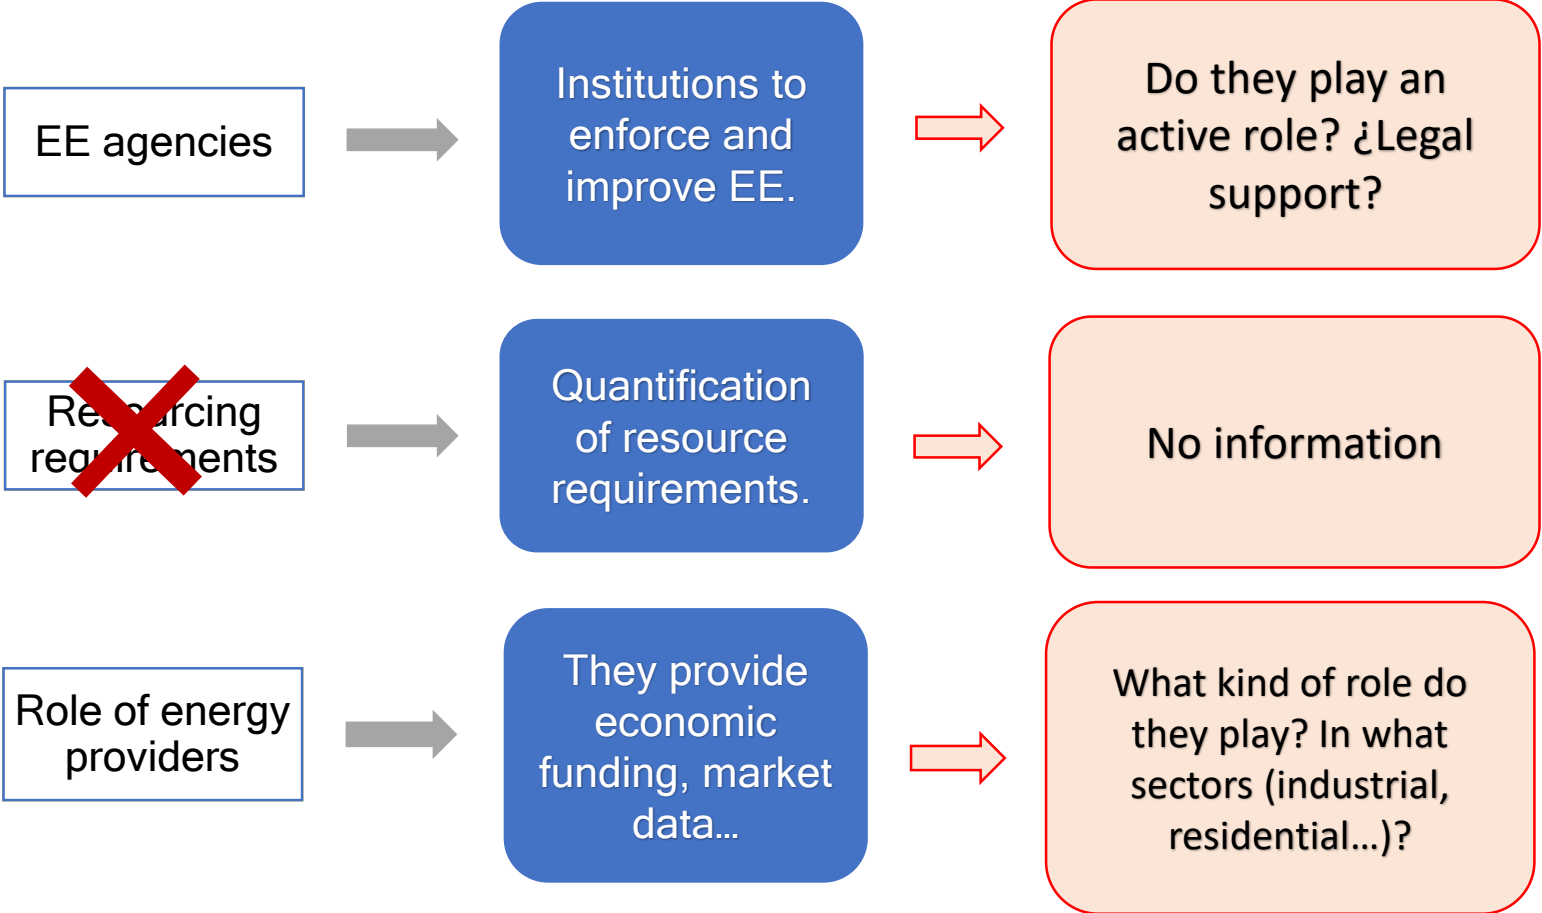 EE agencies
Institutions to
enforce and
improve EE.
Do they play an
active role? ¿Legal
support?
Resourcing
requirements
Quantification
of resource
requirements.
No information
Role of energy
providers
They provide
economic
funding, market
data…
What kind of role do
they play? In what
sectors (industrial,
residential…)?